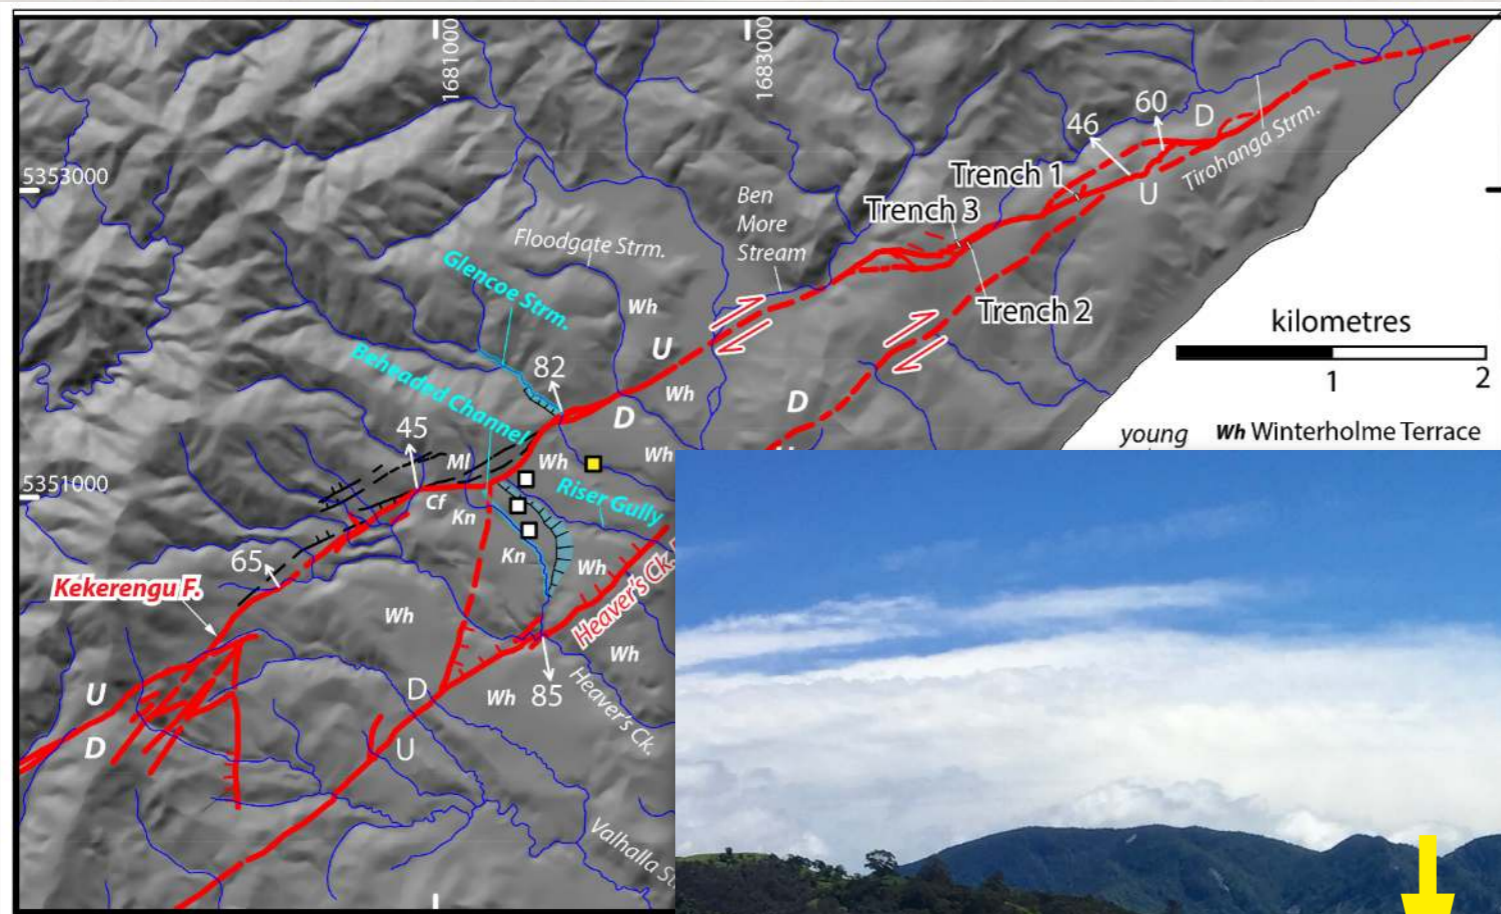 1681000
1683000
5353000
5351000
60
D
46
Tirohanga Strm.
U
Trench 1
Trench 3
Trench 2
Ben
More
Stream
Floodgate Strm.
Glencoe Strm.
Wh
U
82
Wh
D
D
Beheaded Channel
45
Ml
Wh
Wh
Cf
Kn
Riser Gully
Kn
Wh
65
Kekerengu F.
Wh
Heaver's Ck.
Wh
D
Wh
85
Heaver's Ck.
U
D
U
Valhalla
kilometres
1
2
young
Wh Winterholme Terrace